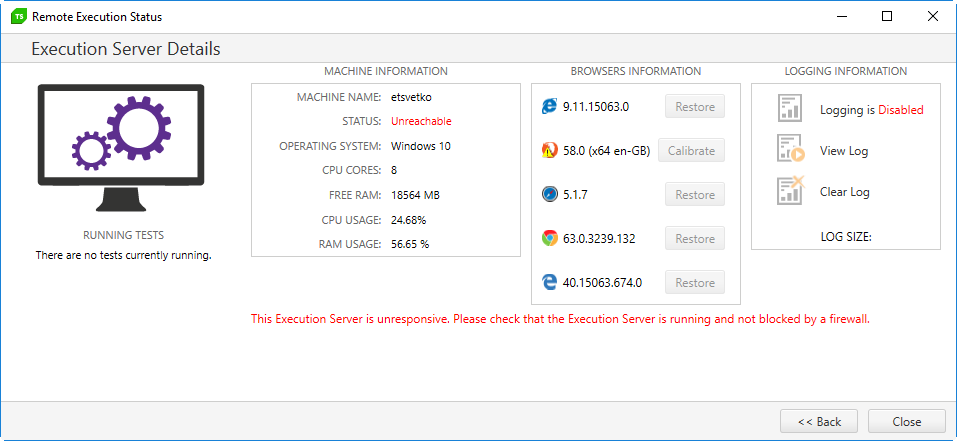 TS Remote Execution Status
Execution Server Details
RUNNING TESTS
There are no tests currently running.
MACHINE INFORMATION
MACHINE NAME: etsvetko
STATUS: Unreachable
OPERATING SYSTEM: Windows 10
CPU CORES: 8
FREE RAM: 18564 MB
CPU USAGE: 24.68%
RAM USAGE: 56.65 %
BROWSERS INFORMATION
9.11.15063.0 Restore
58.0 (x64 en-GB) Calibrate
5.1.7 Restore
63.0.3239.132 Restore
40.15063.674.0 Restore
LOGGING INFORMATION
Logging is Disabled
View Log
Clear Log
LOG SIZE:
This Execution Server is unresponsive. Please check that the Execution Server is running and not blocked by a firewall.
<< Back Close